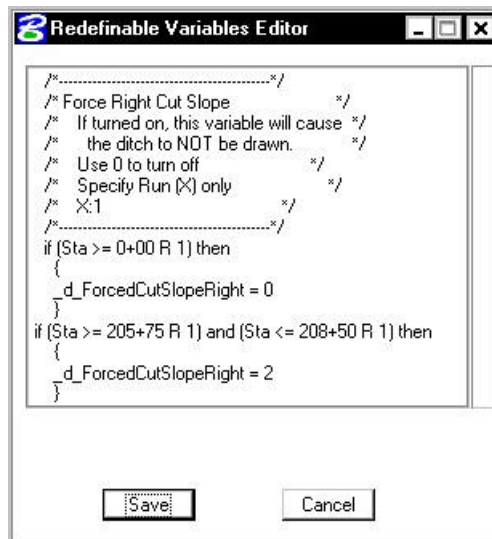 Redefinable Variables Editor
/*-----------------------------------------*/
/* Force Right Cut Slope */
/* If turned on, this variable will cause */
/* the ditch to NOT be drawn. */
/* Use 0 to turn off */
/* Specify Run (X) only */
/* X:1 */
/*-----------------------------------------*/
if (Sta >= 0+00 R 1) then
{
_d_ForcedCutSlopeRight = 0
}
if (Sta >= 205+75 R 1) and (Sta <= 208+50 R 1) then
{
_d_ForcedCutSlopeRight = 2
}
Save Cancel